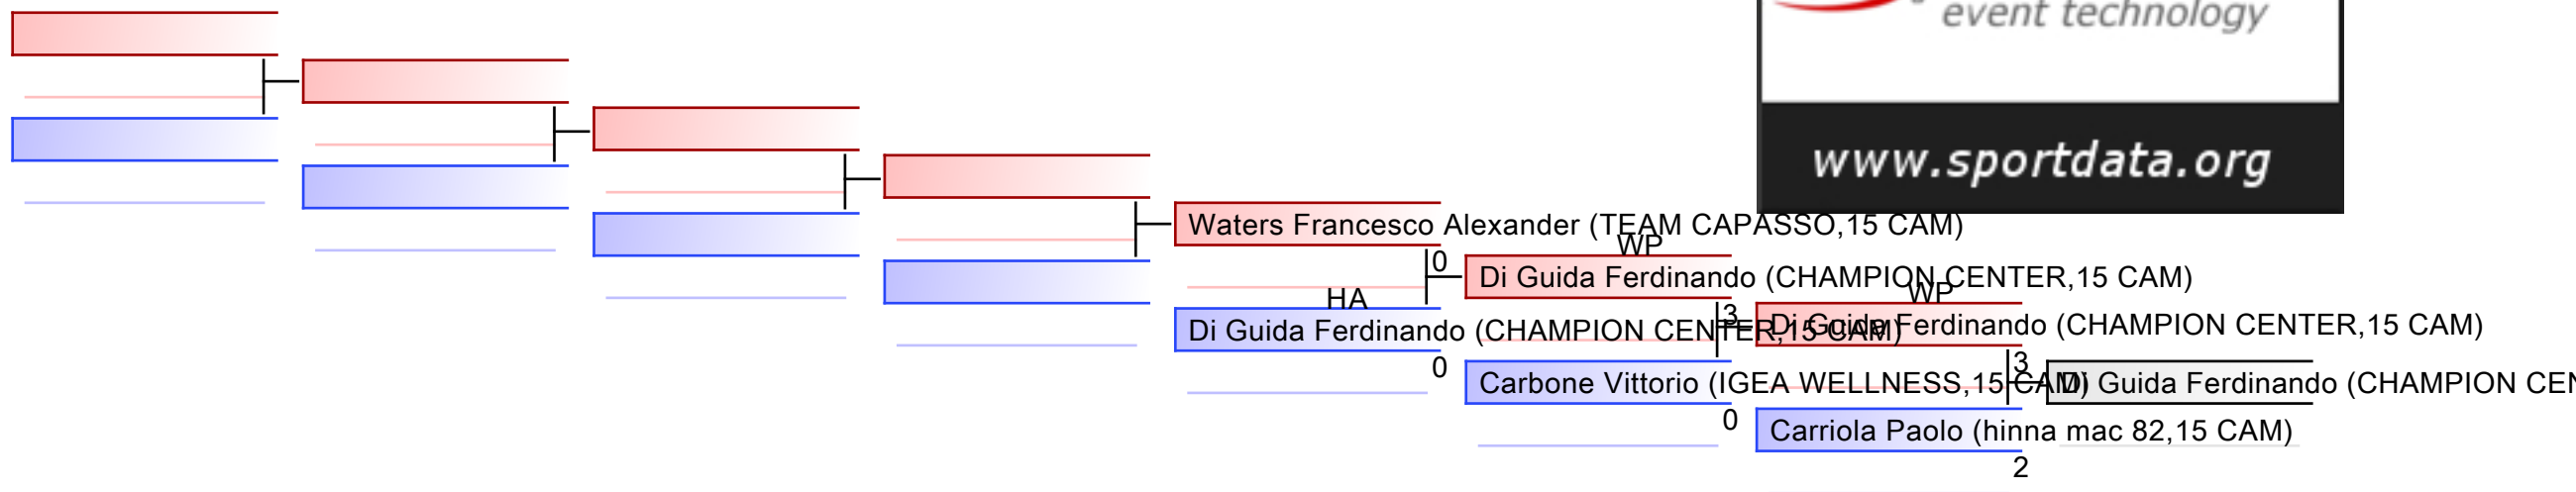 event technology
www.sportdata.org
Waters Francesco Alexander (TEAM CAPASSO,15 CAM)
WP
0
Di Guida Ferdinando (CHAMPION CENTER,15 CAM)
HA
WP
Di Guida Ferdinando (CHAMPION CENTER,15 CAM)
3
Di Guida Ferdinando (CHAMPION CENTER,15 CAM)
0
3
Carbone Vittorio (IGEA WELLNESS,15 CAM)
Di Guida Ferdinando (CHAMPION CEN
0
Carriola Paolo (hinna mac 82,15 CAM)
2